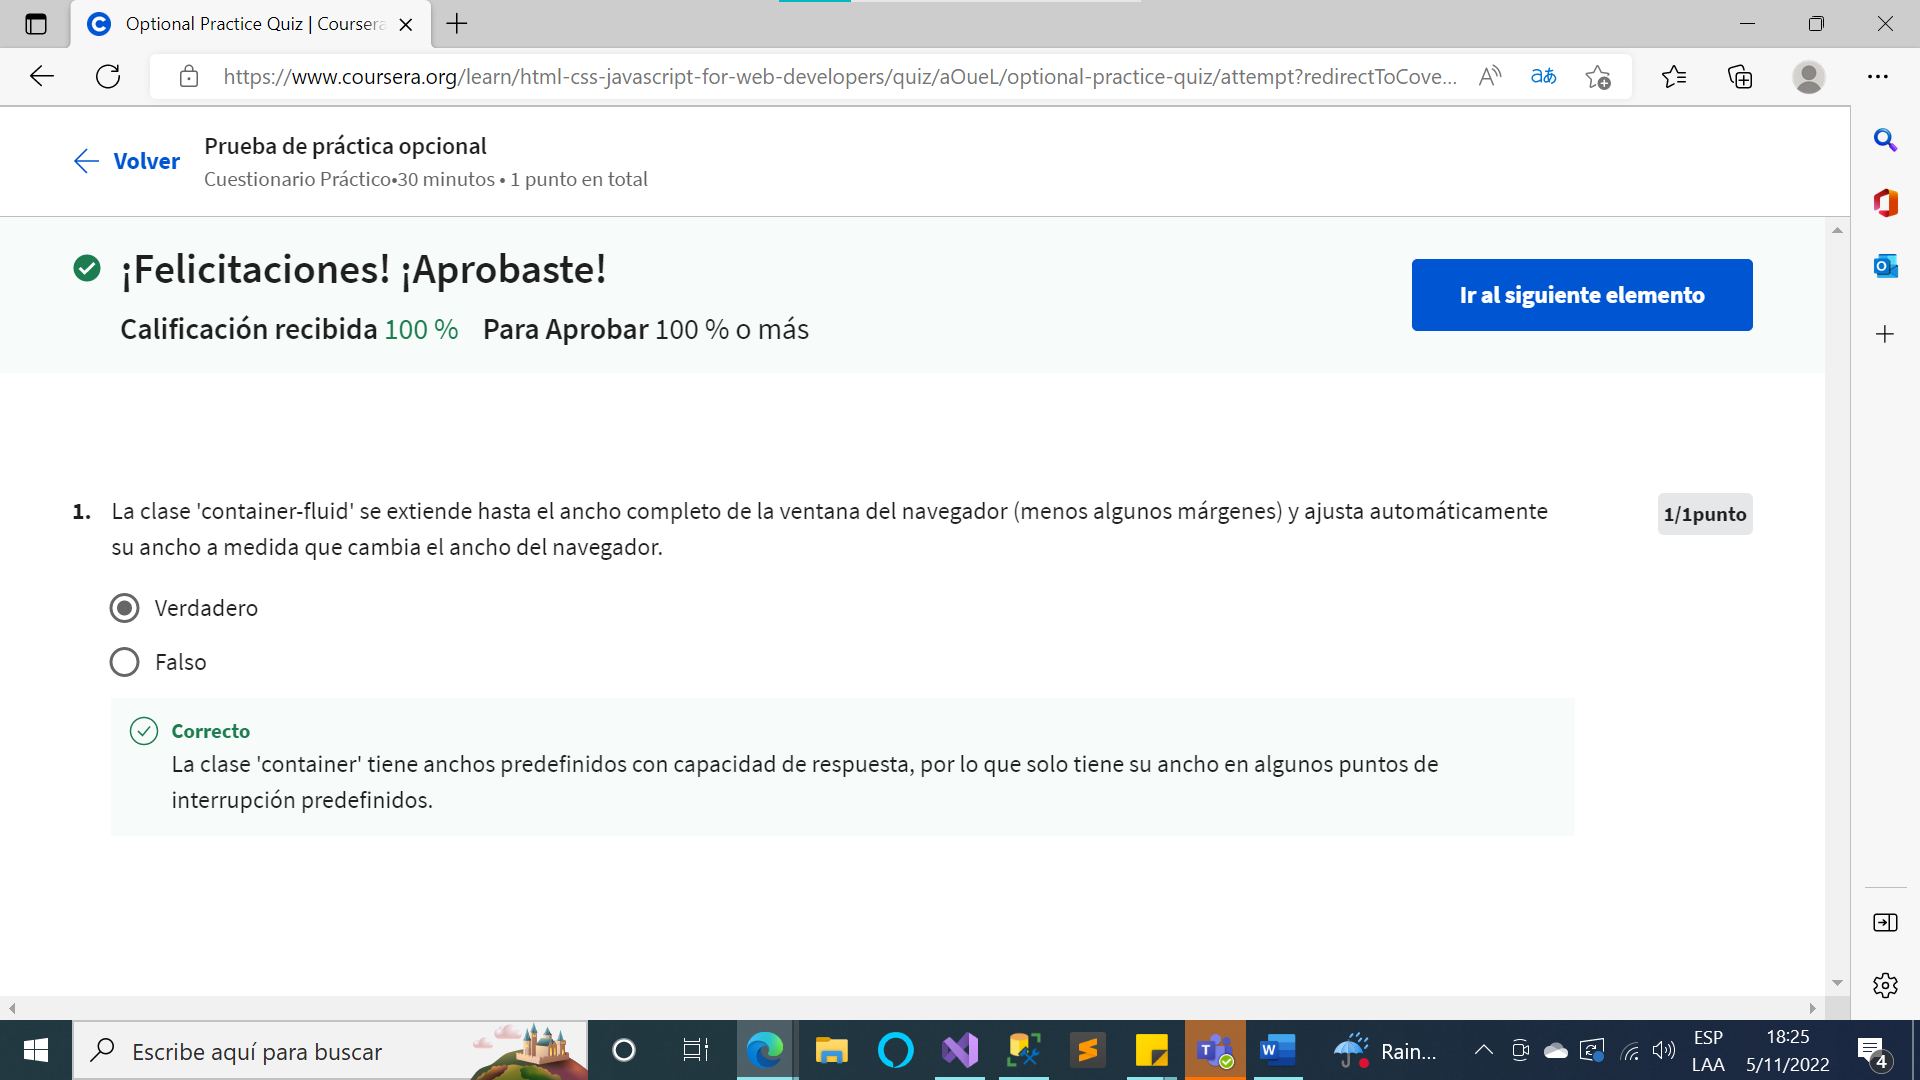 Optional Practice Quiz | Coursera
https://www.coursera.org/learn/html-css-javascript-for-web-developers/quiz/aOueL/optional-practice-quiz/attempt?redirectToCove...
Volver
Prueba de práctica opcional
Cuestionario Práctico•30 minutos • 1 punto en total
¡Felicitaciones! ¡Aprobaste!
Calificación recibida 100 % Para Aprobar 100 % o más
Ir al siguiente elemento
1. La clase 'container-fluid' se extiende hasta el ancho completo de la ventana del navegador (menos algunos márgenes) y ajusta automáticamente
su ancho a medida que cambia el ancho del navegador.
1/1punto
Verdadero
Falso
Correcto
La clase 'container' tiene anchos predefinidos con capacidad de respuesta, por lo que solo tiene su ancho en algunos puntos de
interrupción predefinidos.
Escribe aquí para buscar
Rain...
ESP
LAA
18:25
5/11/2022
4